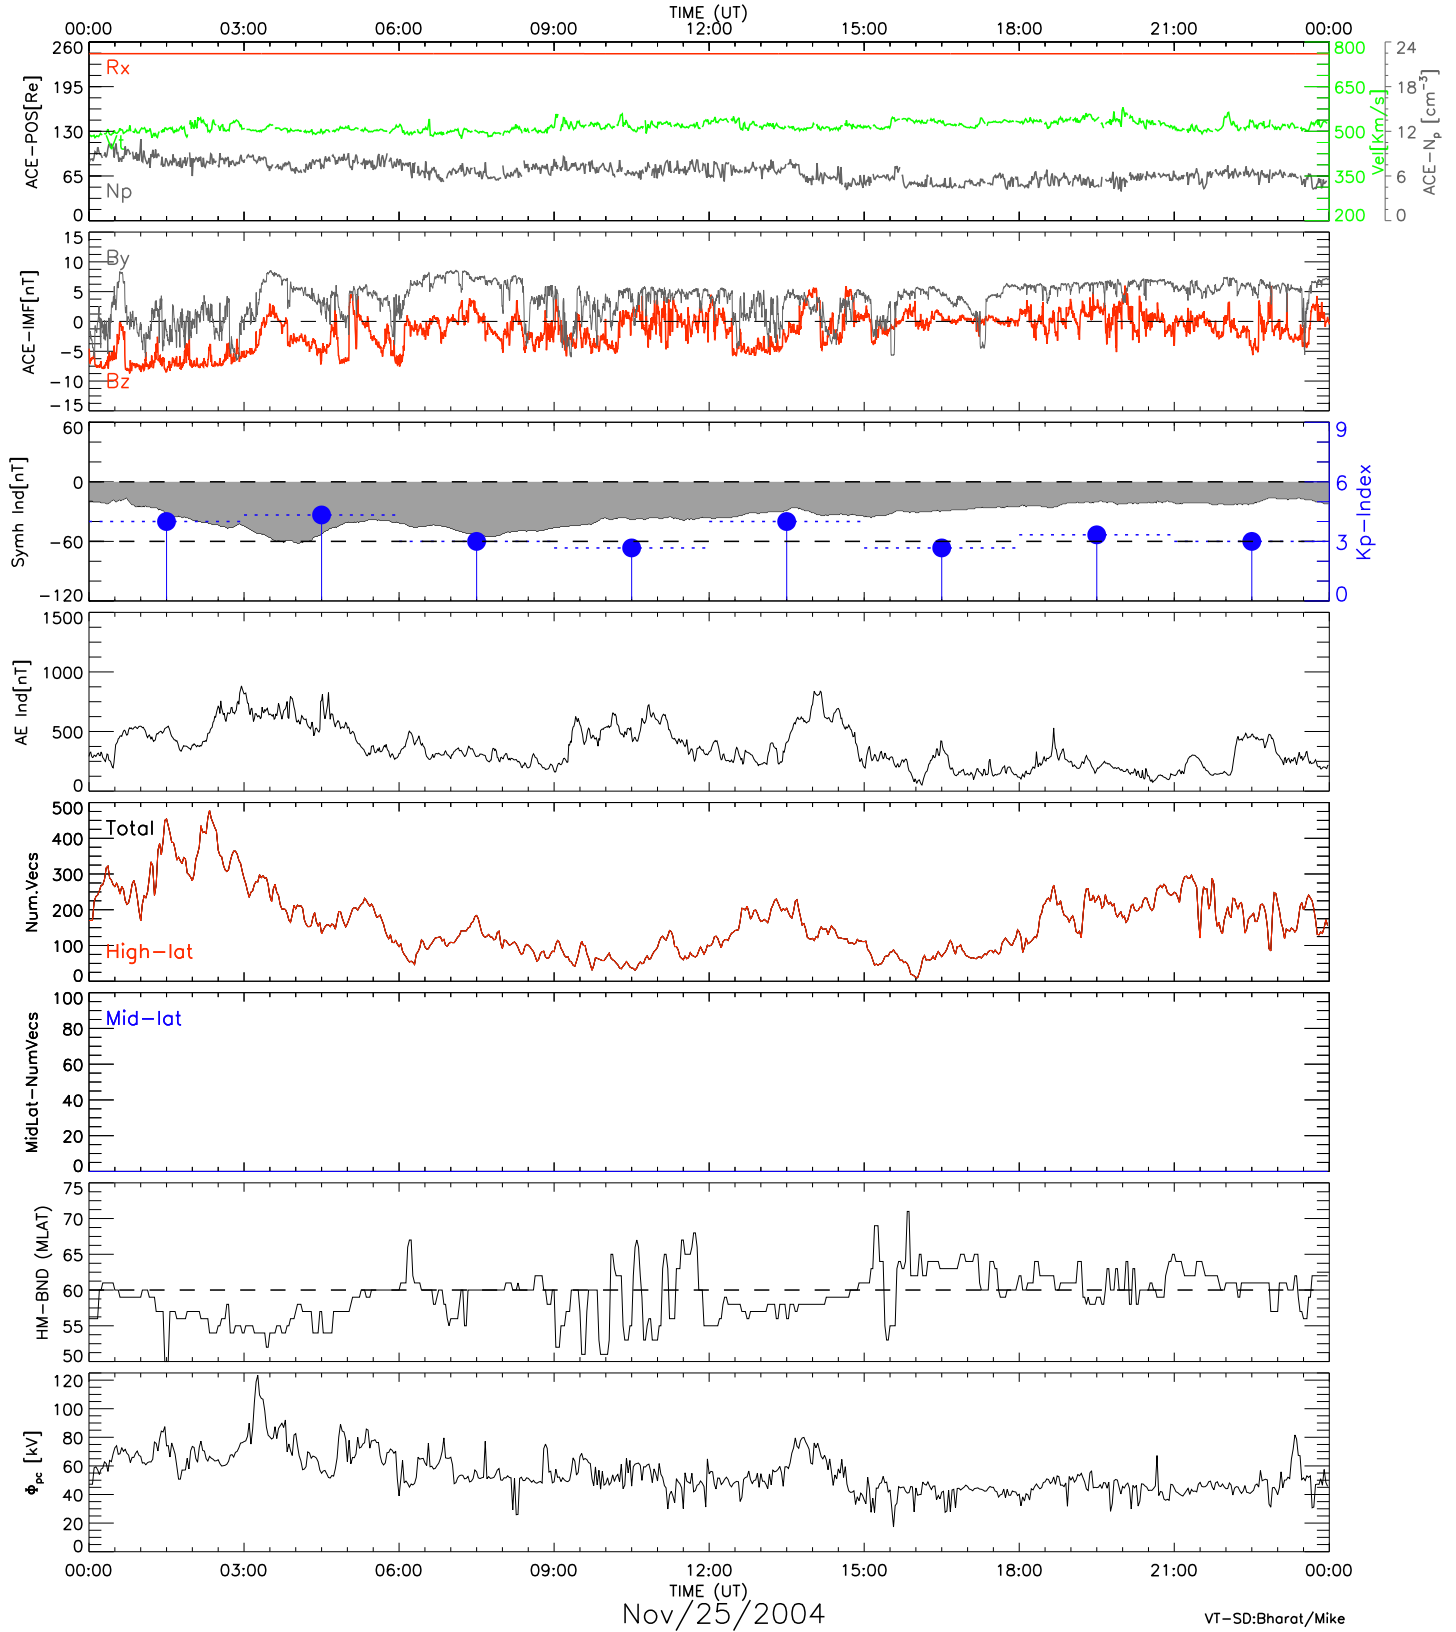 TIME (UT)
00:00 03:00 06:00 09:00 12:00 15:00 18:00 21:00 00:00
260 195 130 65 0
ACE-POS[Re]
Rx
Vt
Np
800 650 500 350 200
Vel[Km/s]
24 18 12 6 0
ACE-Np [cm-3]
15 10 5 0 -5 -10 -15
ACE-IMF[nT]
By
Bz
60 0 -60 -120
Symh Ind[nT]
9 6 3 0
Kp-Index
1500 1000 500 0
AE Ind[nT]
500 400 300 200 100 0
Num.Vecs
Total
High-lat
100 80 60 40 20 0
MidLat-NumVecs
Mid-lat
75 70 65 60 55 50
HM-BND (MLAT)
120 100 80 60 40 20 0
Φpc [kV]
00:00 03:00 06:00 09:00 12:00 15:00 18:00 21:00 00:00
TIME (UT)
Nov/25/2004
VT-SD:Bharat/Mike